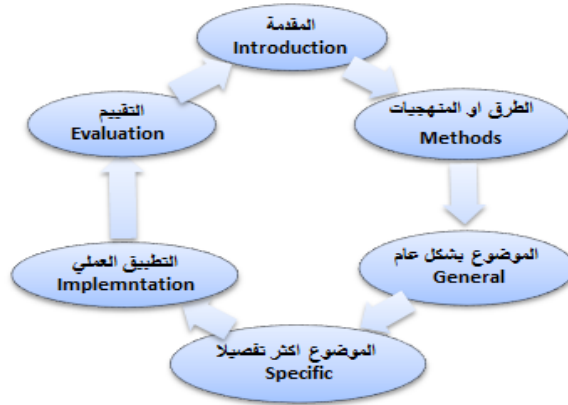 المقدمة
Introduction
الطرق او المنهجيات
Methods
الموضوع بشكل عام
General
الموضوع اكثر تفصيلا
Specific
التطبيق العملي
Implemntation
التقييم
Evaluation